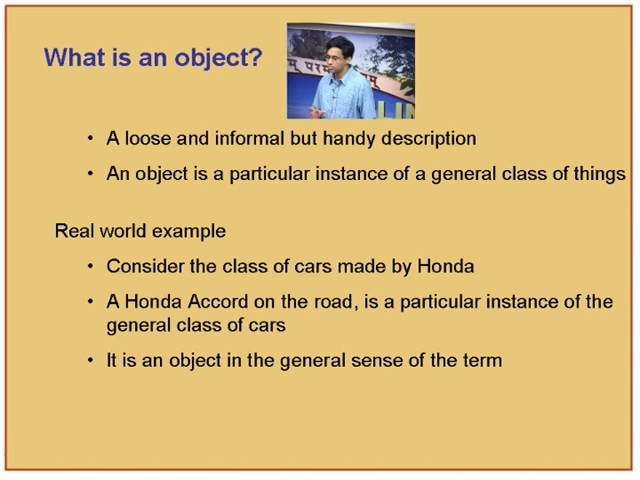 What is an object?
म् परम
म्
• A loose and informal but handy description
• An object is a particular instance of a general class of things
Real world example
• Consider the class of cars made by Honda
• A Honda Accord on the road, is a particular instance of the
general class of cars
• It is an object in the general sense of the term